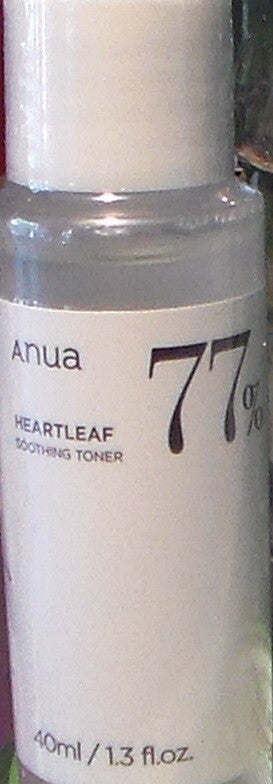 Anua
77%
HEARTLEAF
SOOTHING TONER
40ml / 1.3 fl.oz.